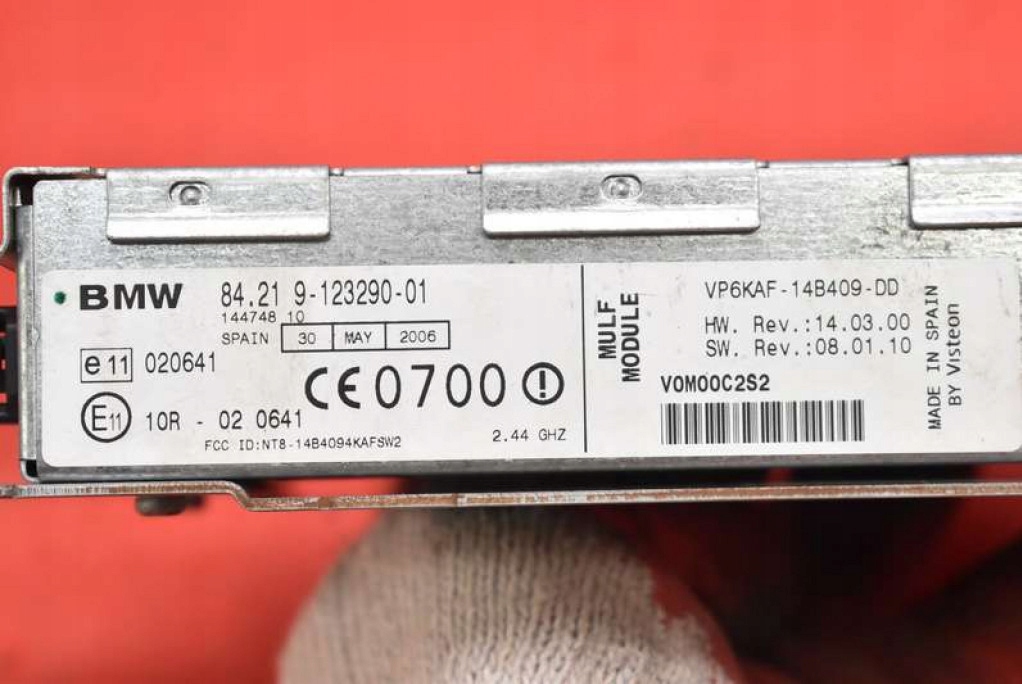 BMW 84.21 9-123290-01
144748 10
SPAIN 30 MAY 2006
e11 020641
CE0700
E11 10R - 02 0641
FCC ID:NT8-14B4094KAFSW2
2.44 GHZ
MULF
MODULE
VP6KAF-14B409-DD
HW. Rev.:14.03.00
SW. Rev.:08.01.10
V0M00C2S2
MADE IN SPAIN
BY Visteon